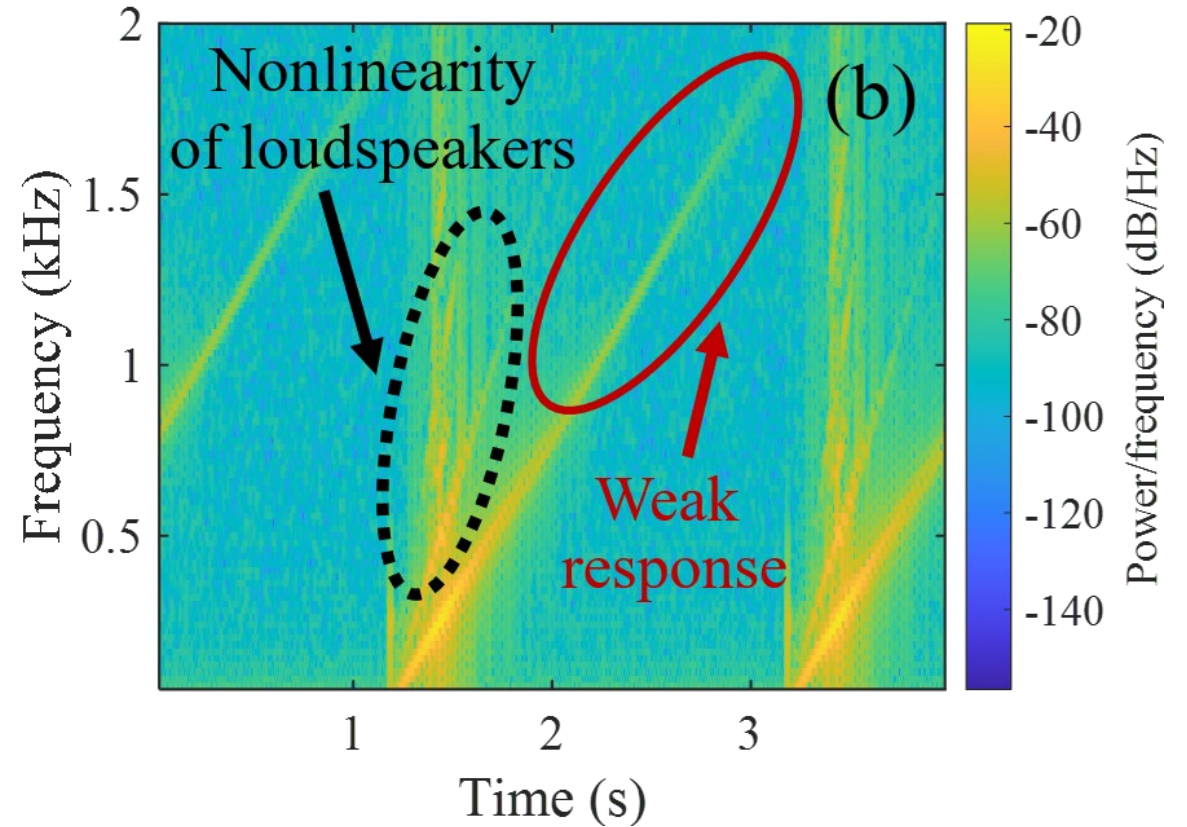 2
1.5
1
0.5
Frequency (kHz)
Nonlinearity
of loudspeakers
(b)
Weak
response
1
2
3
Time (s)
-20
-40
-60
-80
-100
-120
-140
Power/frequency (dB/Hz)